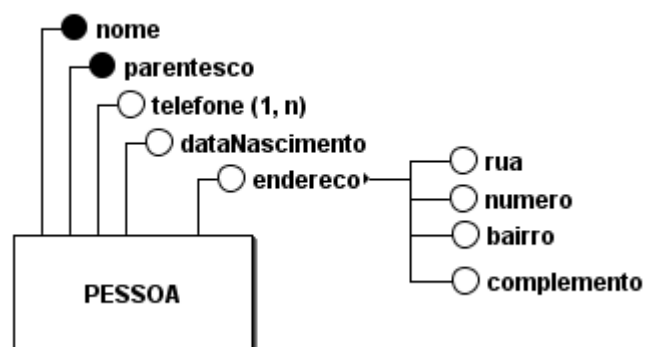 nome
parentesco
telefone (1, n)
dataNascimento
endereco
rua
numero
bairro
complemento
PESSOA